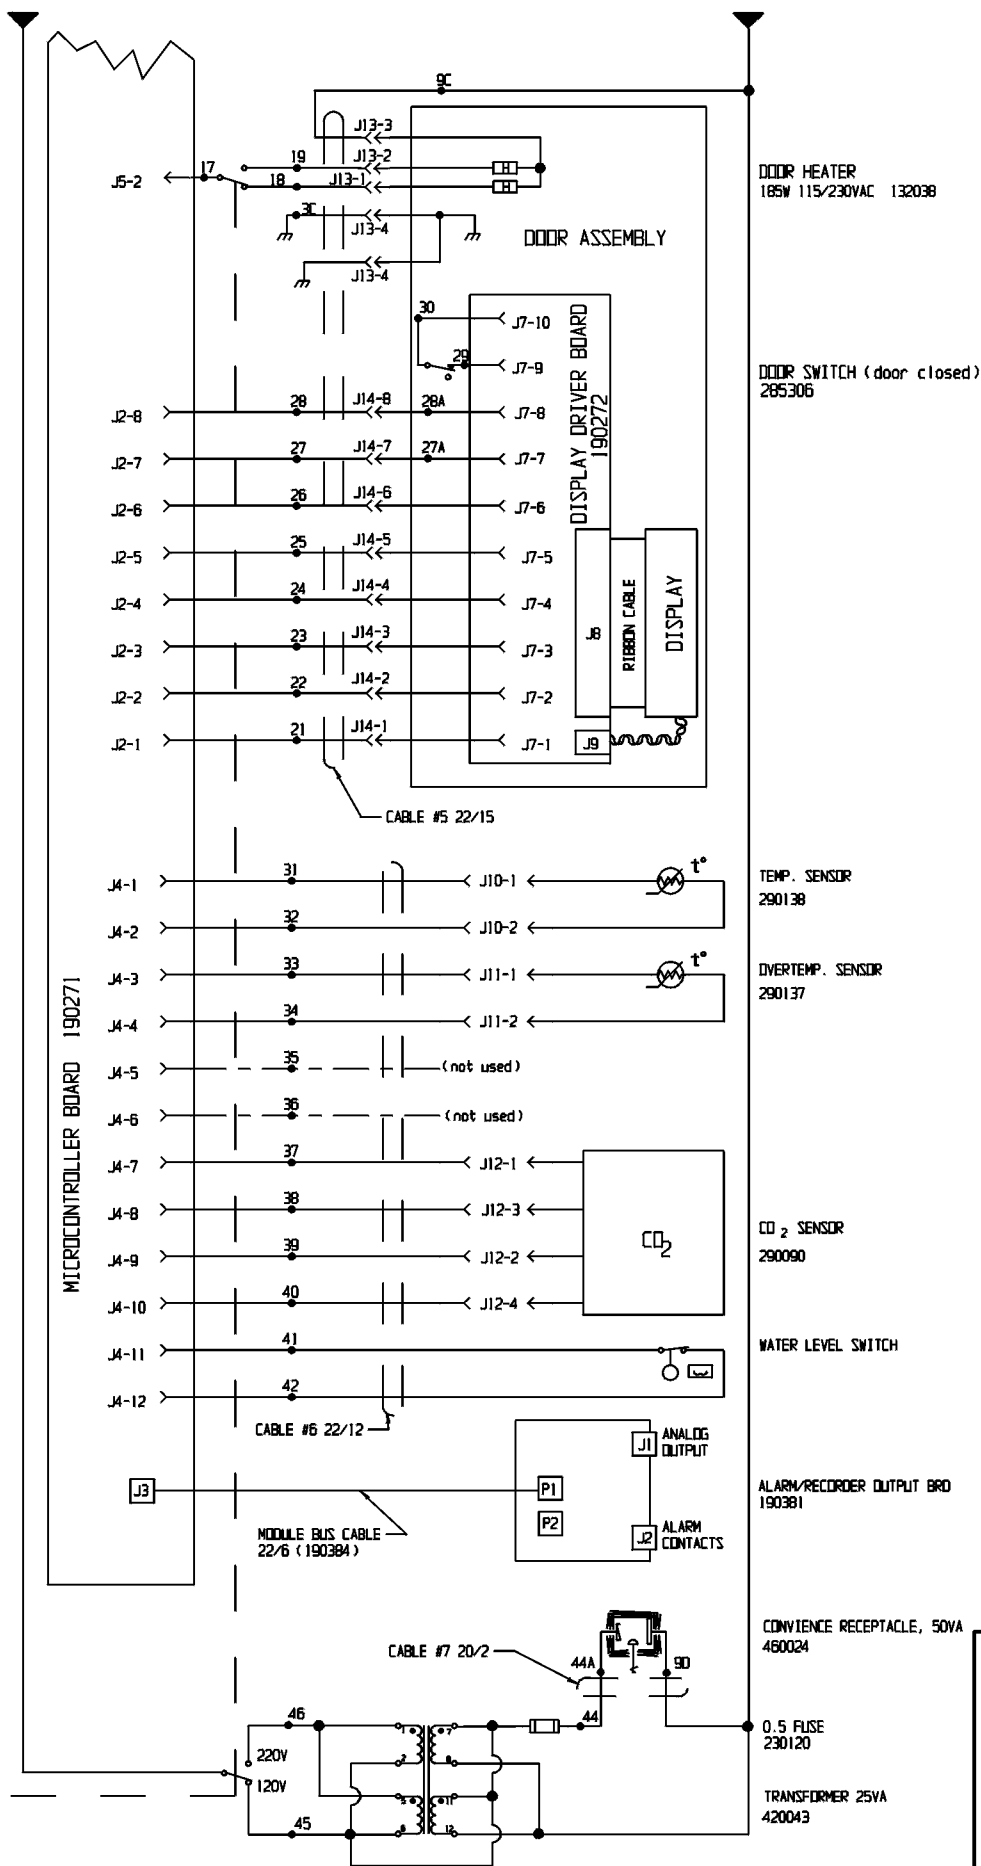 9C
J13-3
19
J13-2
17
J5-2
18
J13-1
H
H
DOOR HEATER
185W 115/230VAC 132038
3C
J13-4
DOOR ASSEMBLY
J13-4
30
J7-10
29
J7-9
DISPLAY DRIVER BOARD
190272
DOOR SWITCH (door closed)
285306
J2-8
28
J14-8
28A
J7-8
J2-7
27
J14-7
27A
J7-7
J2-6
26
J14-6
J7-6
J2-5
25
J14-5
J7-5
J2-4
24
J14-4
J7-4
J2-3
23
J14-3
J7-3
J2-2
22
J14-2
J7-2
J2-1
21
J14-1
J7-1
J8
RIBBON CABLE
DISPLAY
J9
CABLE #5 22/15
MICROCONTROLLER BOARD 190271
J4-1
31
J10-1
t°
TEMP. SENSOR
290138
J4-2
32
J10-2
J4-3
33
J11-1
t°
OVERTEMP. SENSOR
290137
J4-4
34
J11-2
J4-5
35
(not used)
J4-6
36
(not used)
J4-7
37
J12-1
J4-8
38
J12-3
CO2
CO 2 SENSOR
290090
J4-9
39
J12-2
J4-10
40
J12-4
J4-11
41
WATER LEVEL SWITCH
J4-12
42
CABLE #6 22/12
J3
MODULE BUS CABLE
22/6 (190384)
P1
P2
J1
ANALOG
OUTPUT
J2
ALARM
CONTACTS
ALARM/RECORDER OUTPUT BRD
190381
CONVIENCE RECEPTACLE, 50VA
460024
CABLE #7 20/2
44A
9D
46
44
0.5 FUSE
230120
220V
120V
1
7
2
8
5
11
6
12
45
TRANSFORMER 25VA
420043